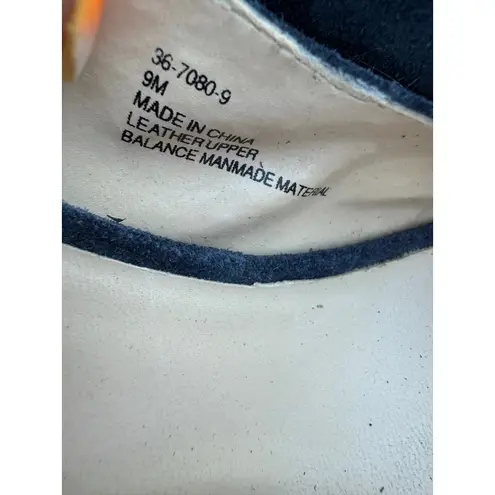 36-7080-9
9M
MADE IN CHINA
LEATHER UPPER
BALANCE MANMADE MATERIAL